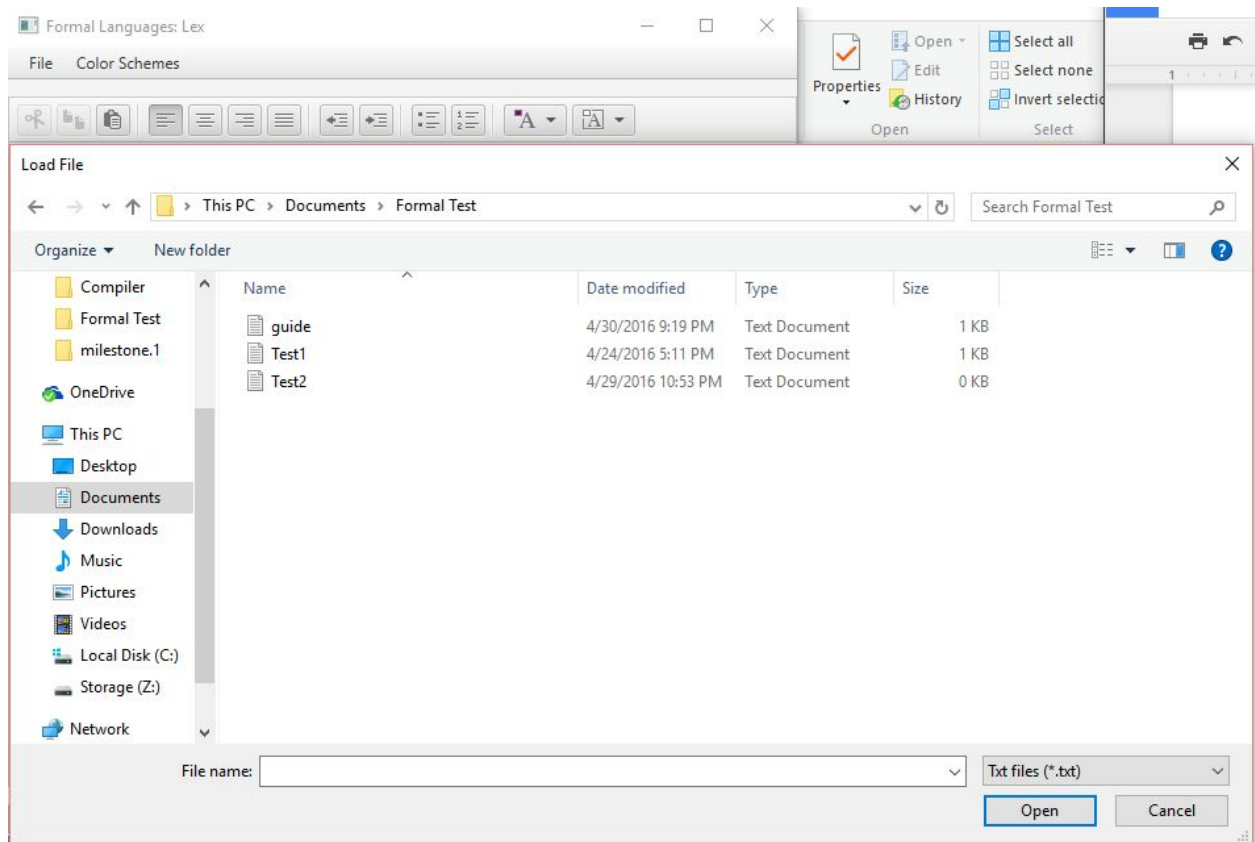 Formal Languages: Lex
File Color Schemes
Properties
Open
Edit
History
Open
Select all
Select none
Invert selectio
Select
1
A A
Load File
This PC > Documents > Formal Test
Search Formal Test
Organize New folder
Compiler
Formal Test
milestone.1
OneDrive
This PC
Desktop
Documents
Downloads
Music
Pictures
Videos
Local Disk (C:)
Storage (Z:)
Network
Name Date modified Type Size
guide 4/30/2016 9:19 PM Text Document 1 KB
Test1 4/24/2016 5:11 PM Text Document 1 KB
Test2 4/29/2016 10:53 PM Text Document 0 KB
File name: Txt files (*.txt)
Open Cancel